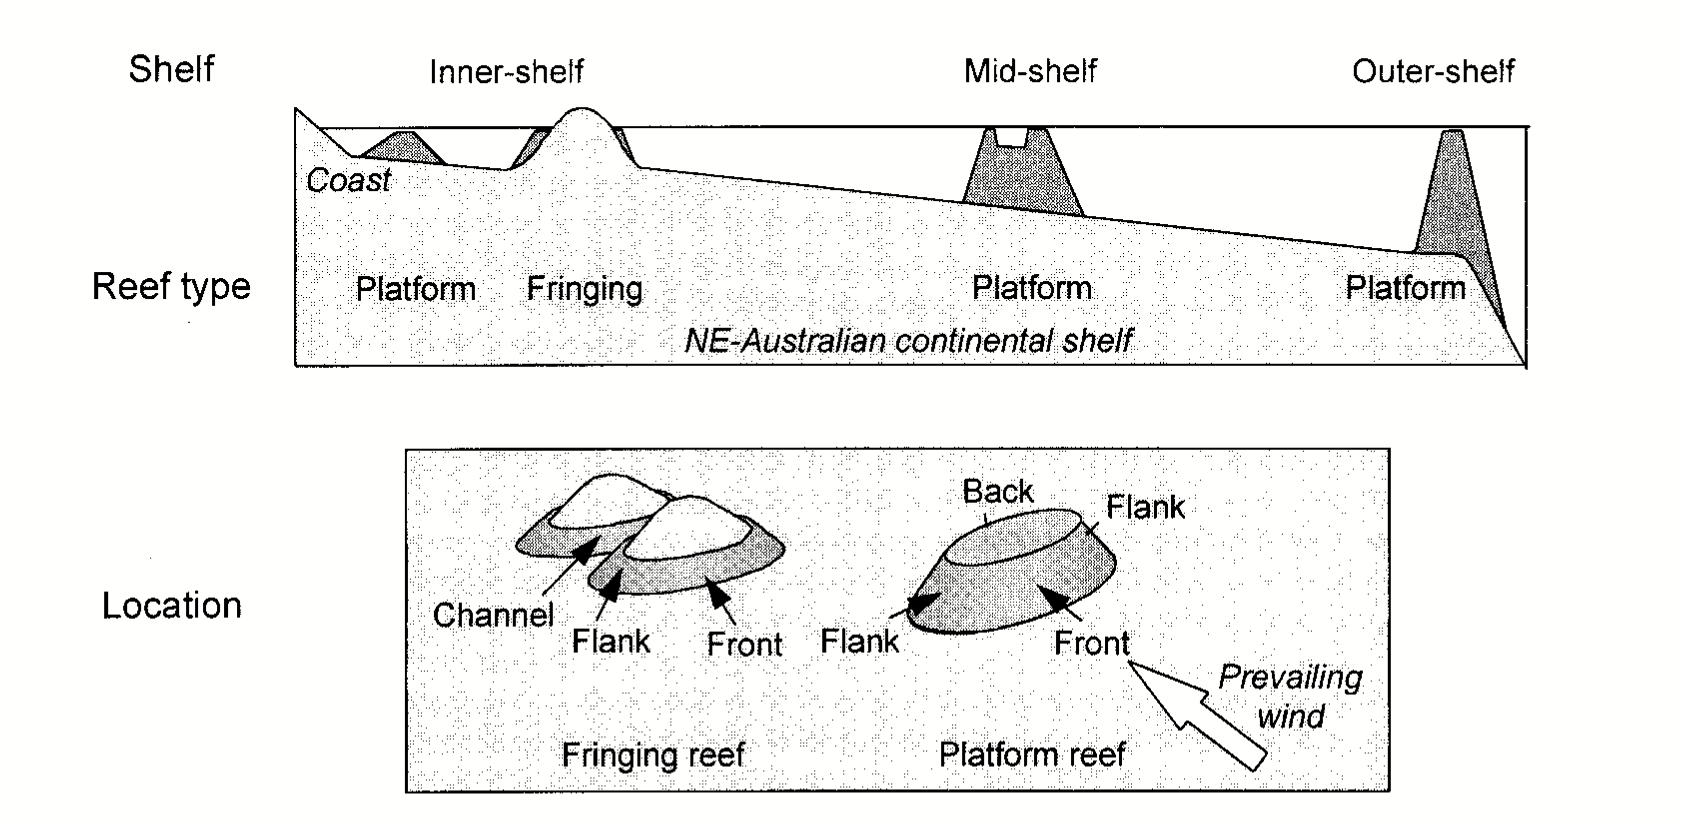 Shelf
Inner-shelf
Mid-shelf
Outer-shelf
Coast
Reef type
Platform
Fringing
Platform
Platform
NE-Australian continental shelf
Location
Back
Flank
Channel
Flank
Front
Flank
Front
Prevailing
wind
Fringing reef
Platform reef